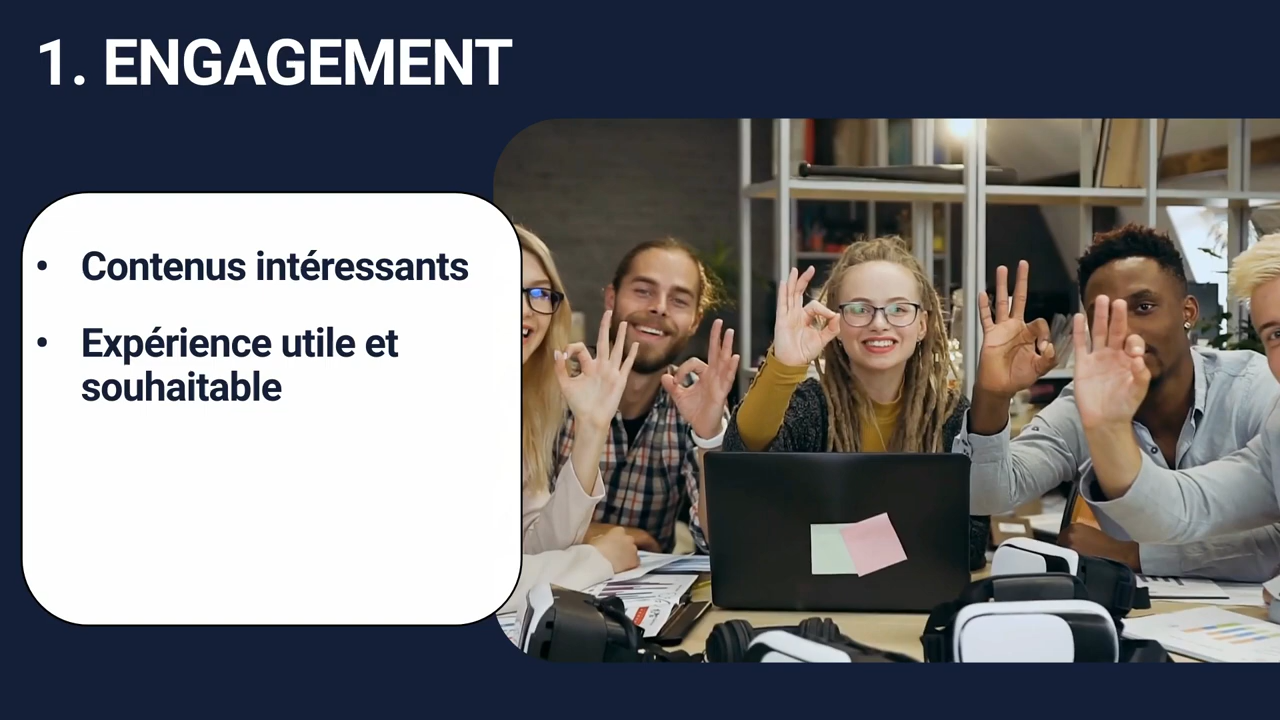 1. ENGAGEMENT
• Contenus intéressants
• Expérience utile et
souhaitable